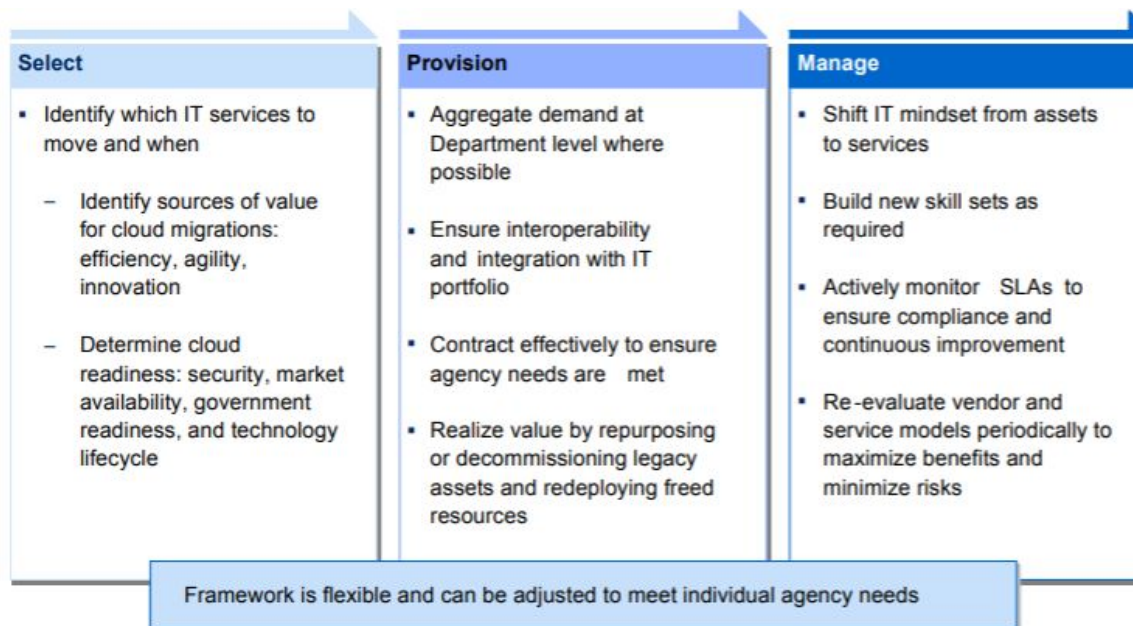 Select
▪ Identify which IT services to
move and when
– Identify sources of value
for cloud migrations:
efficiency, agility,
innovation
– Determine cloud
readiness: security, market
availability, government
readiness, and technology
lifecycle
Provision
▪ Aggregate demand at
Department level where
possible
▪ Ensure interoperability
and integration with IT
portfolio
▪ Contract effectively to ensure
agency needs are met
▪ Realize value by repurposing
or decommissioning legacy
assets and redeploying freed
resources
Manage
▪ Shift IT mindset from assets
to services
▪ Build new skill sets as
required
▪ Actively monitor SLAs to
ensure compliance and
continuous improvement
▪ Re-evaluate vendor and
service models periodically to
maximize benefits and
minimize risks
Framework is flexible and can be adjusted to meet individual agency needs